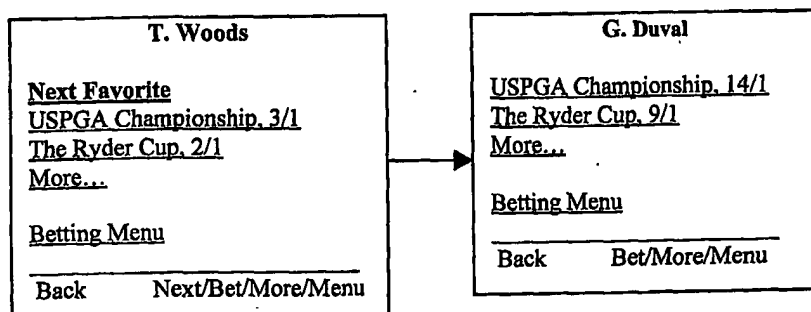 T. Woods
Next Favorite
USPGA Championship, 3/1
The Ryder Cup, 2/1
More...
Betting Menu
Back Next/Bet/More/Menu
G. Duval
USPGA Championship, 14/1
The Ryder Cup, 9/1
More...
Betting Menu
Back Bet/More/Menu